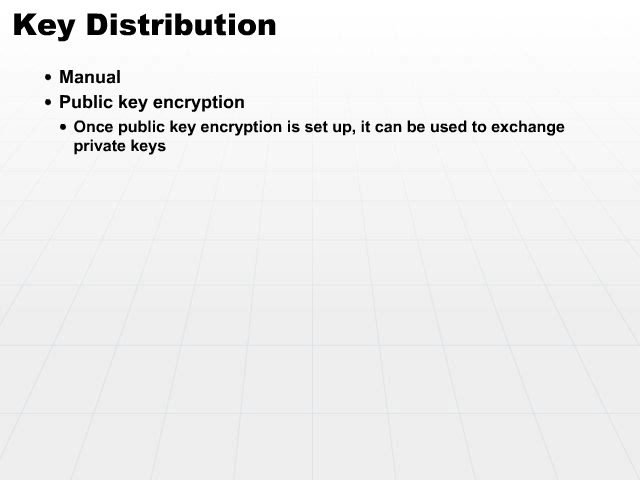 Key Distribution
• Manual
• Public key encryption
• Once public key encryption is set up, it can be used to exchange
private keys